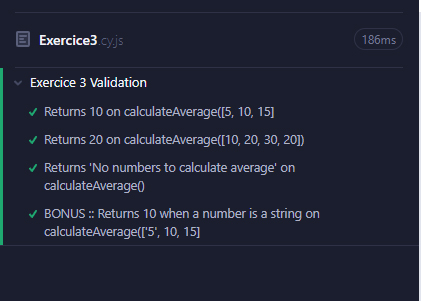 Exercice3.cy.js
186ms
Exercice 3 Validation
Returns 10 on calculateAverage([5, 10, 15]
Returns 20 on calculateAverage([10, 20, 30, 20])
Returns 'No numbers to calculate average' on
calculateAverage()
BONUS :: Returns 10 when a number is a string on
calculateAverage(['5', 10, 15]